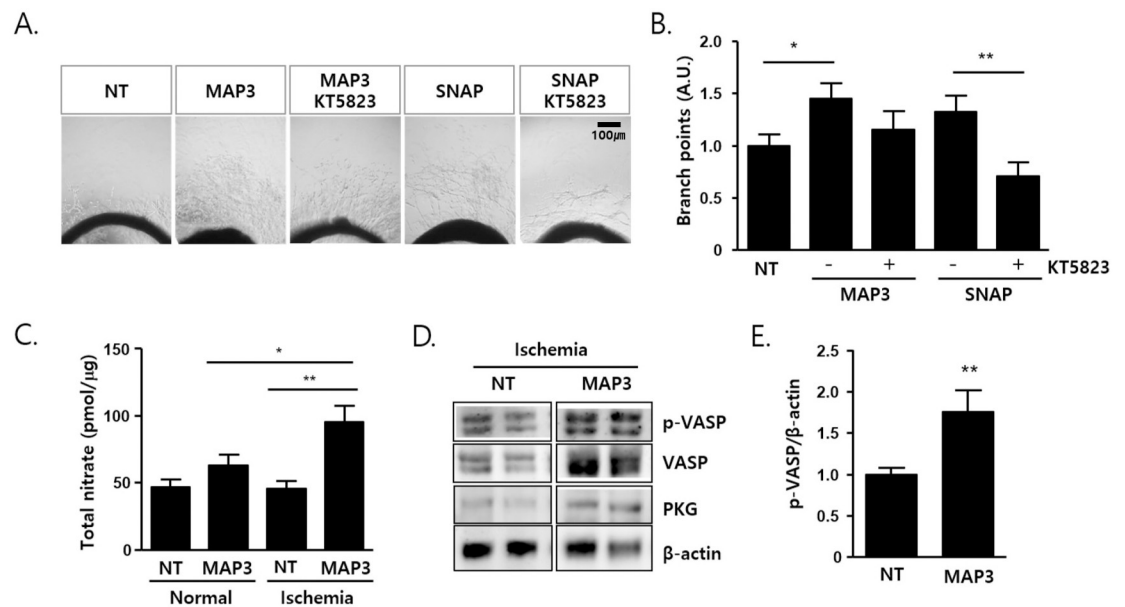 A.
NT
MAP3
MAP3
KT5823
SNAP
SNAP
KT5823
100㎛
B.
Branch points (A.U.)
2.0
1.5
1.0
0.5
0
*
**
NT
-
+
-
+
KT5823
MAP3
SNAP
C.
Total nitrate (pmol/μg)
150
100
50
0
*
**
NT
MAP3
NT
MAP3
Normal
Ischemia
D.
Ischemia
NT
MAP3
p-VASP
VASP
PKG
β-actin
E.
p-VASP/β-actin
2.5
2.0
1.5
1.0
0.5
0
**
NT
MAP3